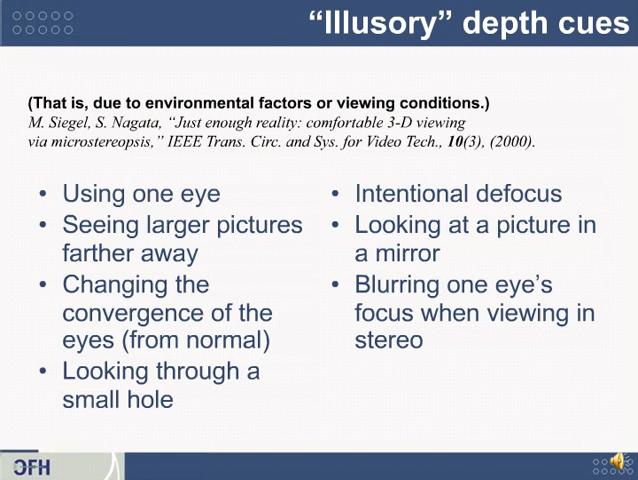 “Illusory” depth cues
(That is, due to environmental factors or viewing conditions.)
M. Siegel, S. Nagata, “Just enough reality: comfortable 3-D viewing
via microstereopsis,” IEEE Trans. Circ. and Sys. for Video Tech., 10(3), (2000).
• Using one eye
• Seeing larger pictures
farther away
• Changing the
convergence of the
eyes (from normal)
• Looking through a
small hole
• Intentional defocus
• Looking at a picture in
a mirror
• Blurring one eye’s
focus when viewing in
stereo
OFH